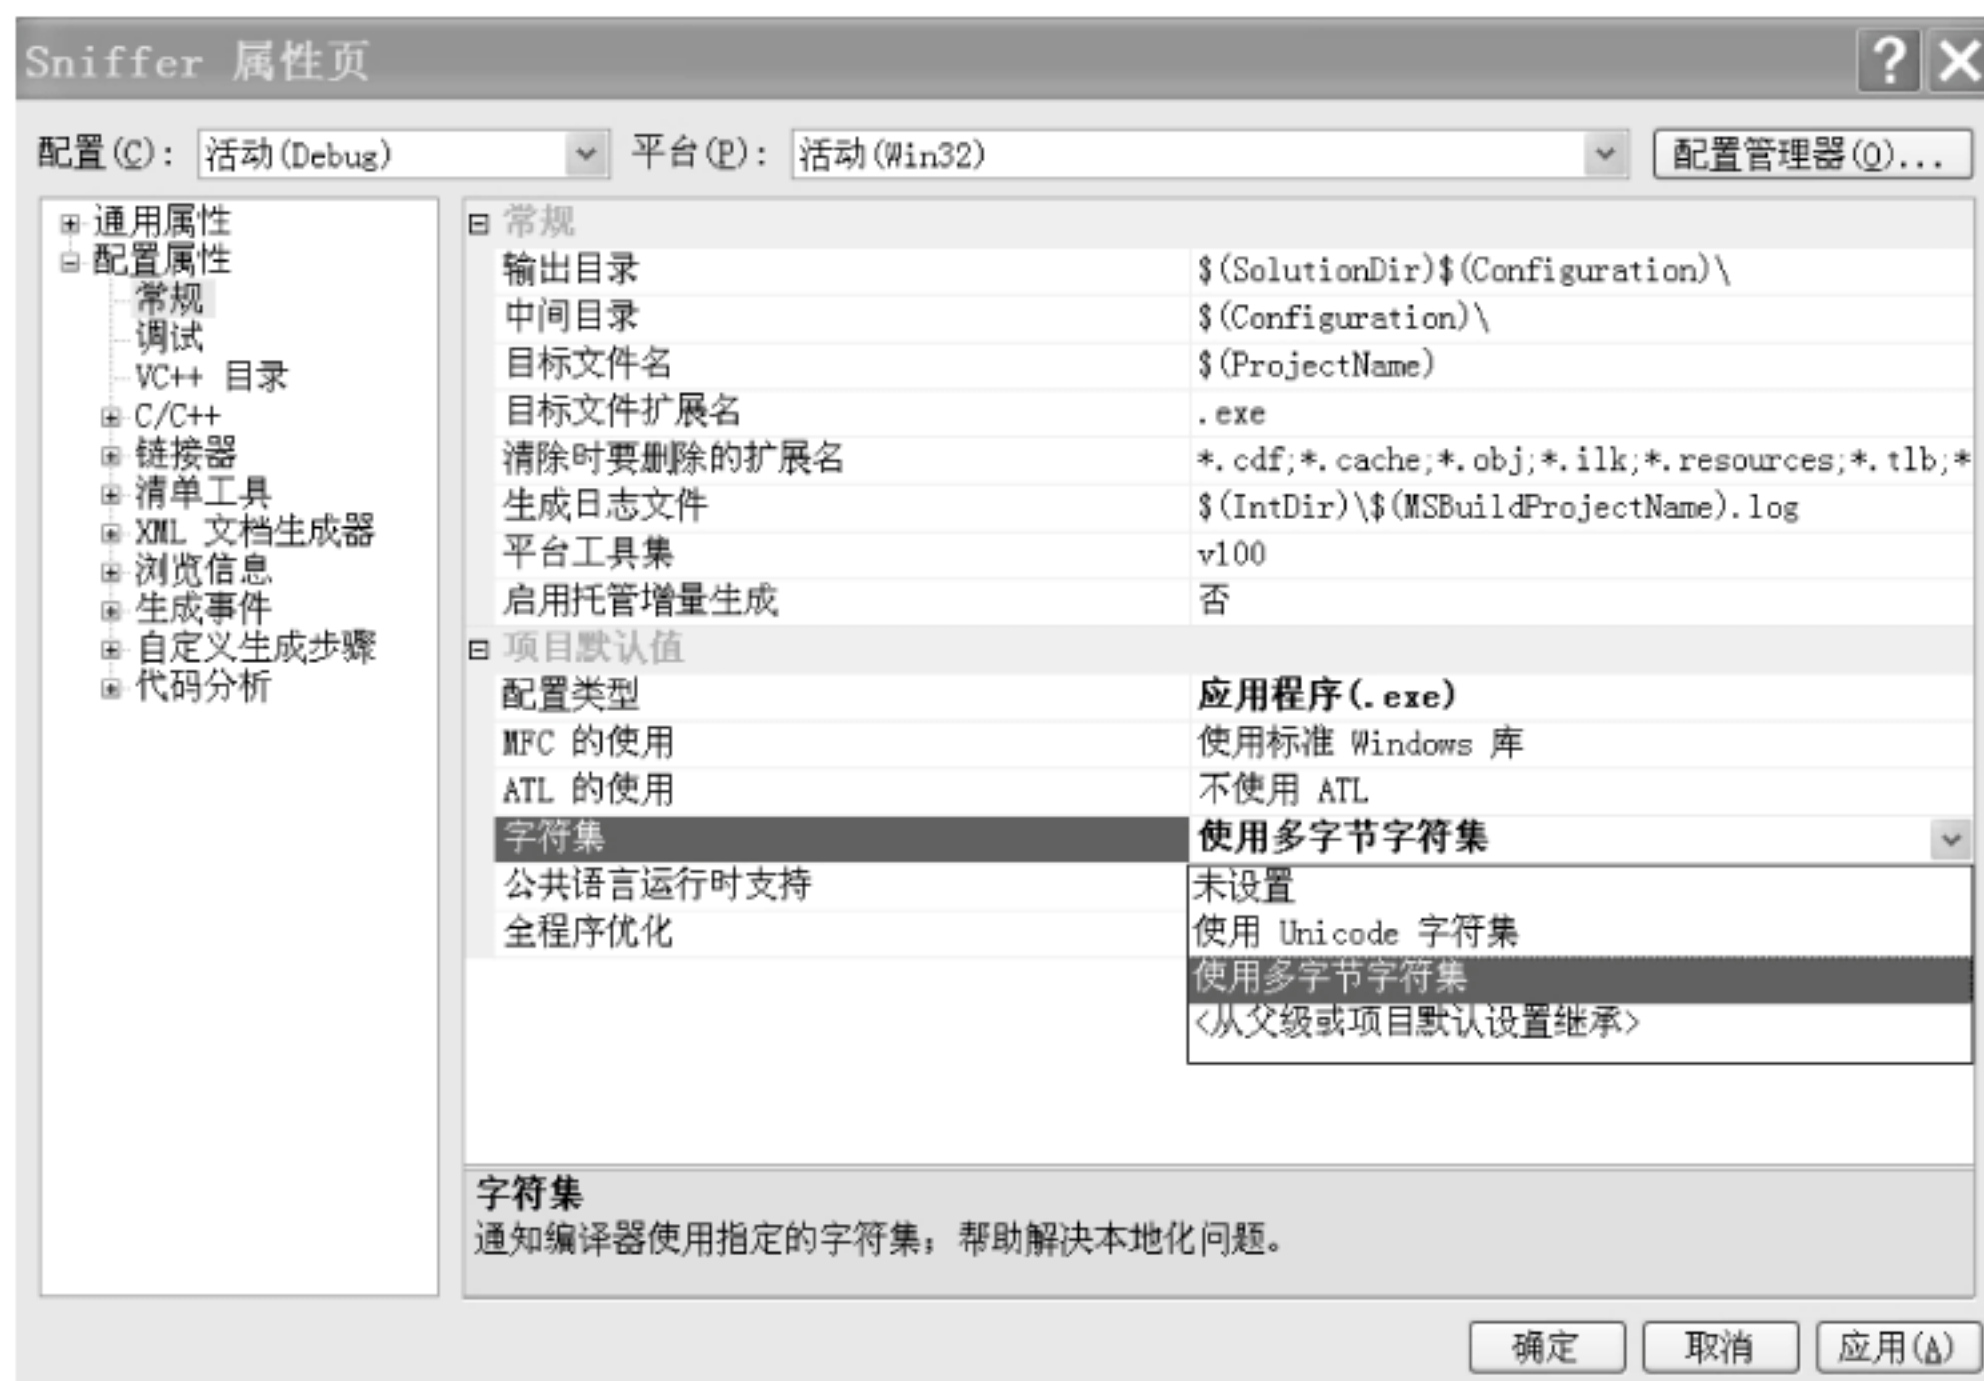 Sniffer 属性页
配置(C): 活动(Debug) 平台(P): 活动(Win32) 配置管理器(O)...
通用属性
配置属性
常规
调试
VC++ 目录
C/C++
链接器
清单工具
XML 文档生成器
浏览信息
生成事件
自定义生成步骤
代码分析
常规
输出目录 $(SolutionDir)$(Configuration)\
中间目录 $(Configuration)\
目标文件名 $(ProjectName)
目标文件扩展名 .exe
清除时要删除的扩展名 *.cdf;*.cache;*.obj;*.ilk;*.resources;*.tlb;*
生成日志文件 $(IntDir)\$(MSBuildProjectName).log
平台工具集 v100
启用托管增量生成 否
项目默认值
配置类型 应用程序(.exe)
MFC 的使用 使用标准 Windows 库
ATL 的使用 不使用 ATL
字符集 使用多字节字符集
公共语言运行时支持 未设置
全程序优化 使用 Unicode 字符集
使用多字节字符集
<从父级或项目默认设置继承>
字符集
通知编译器使用指定的字符集；帮助解决本地化问题。
确定 取消 应用(A)